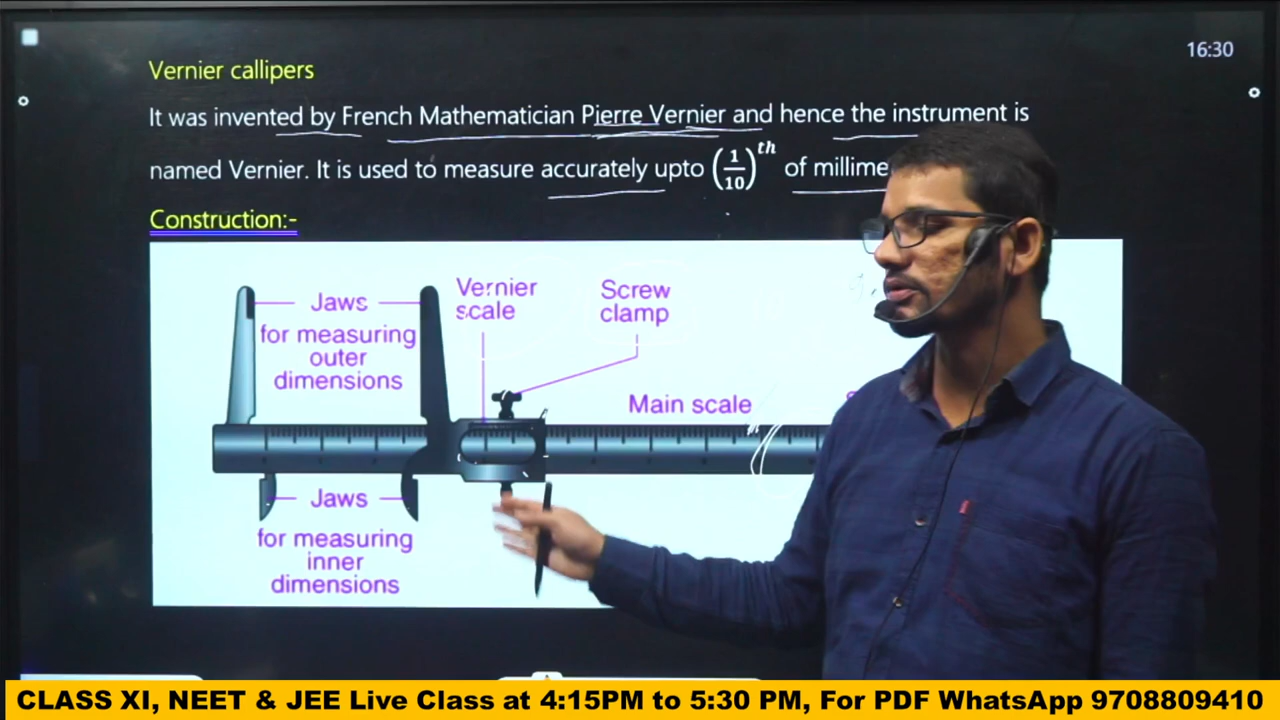 16:30
Vernier callipers
It was invented by French Mathematician Pierre Vernier and hence the instrument is
named Vernier. It is used to measure accurately upto (1/10)^th of
Construction:-
Jaws
for measuring
outer
dimensions
Vernier
scale
Screw
clamp
Main scale
Jaws
for measuring
inner
dimensions
CLASS XI, NEET & JEE Live Class at 4:15PM to 5:30 PM, For PDF WhatsApp 9708809410